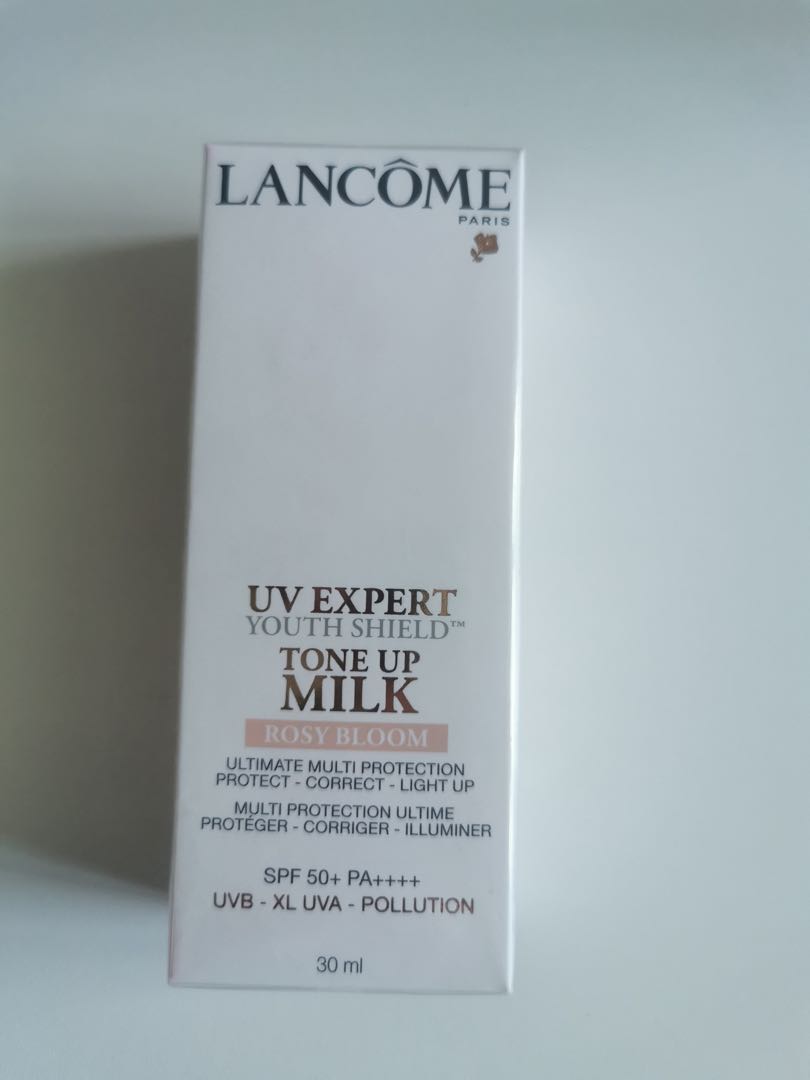 LANCÔME
PARIS
UV EXPERT
YOUTH SHIELD™
TONE UP
MILK
ROSY BLOOM
ULTIMATE MULTI PROTECTION
PROTECT - CORRECT - LIGHT UP
MULTI PROTECTION ULTIME
PROTÉGER - CORRIGER - ILLUMINER
SPF 50+ PA++++
UVB - XL UVA - POLLUTION
30 ml